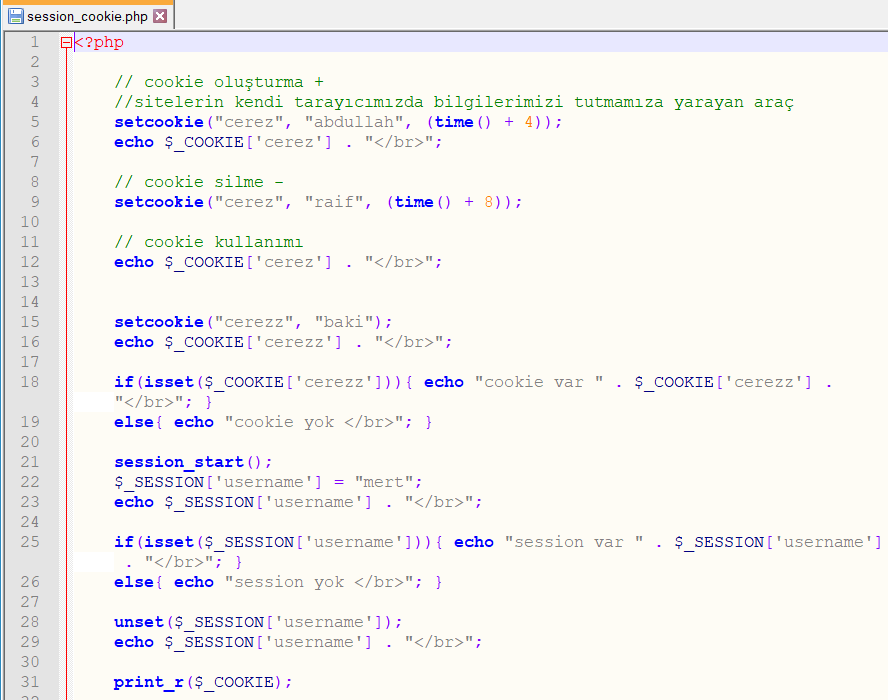 session_cookie.php
1 <?php
2
3 // cookie oluşturma +
4 //sitelerin kendi tarayıcımızda bilgilerimizi tutmamıza yarayan araç
5 setcookie("cerez", "abdullah", (time() + 4));
6 echo $_COOKIE['cerez'] . "</br>";
7
8 // cookie silme -
9 setcookie("cerez", "raif", (time() + 8));
10
11 // cookie kullanımı
12 echo $_COOKIE['cerez'] . "</br>";
13
14
15 setcookie("cerezz", "baki");
16 echo $_COOKIE['cerezz'] . "</br>";
17
18 if(isset($_COOKIE['cerezz'])){ echo "cookie var " . $_COOKIE['cerezz'] .
"</br>"; }
19 else{ echo "cookie yok </br>"; }
20
21 session_start();
22 $_SESSION['username'] = "mert";
23 echo $_SESSION['username'] . "</br>";
24
25 if(isset($_SESSION['username'])){ echo "session var " . $_SESSION['username']
. "</br>"; }
26 else{ echo "session yok </br>"; }
27
28 unset($_SESSION['username']);
29 echo $_SESSION['username'] . "</br>";
30
31 print_r($_COOKIE);